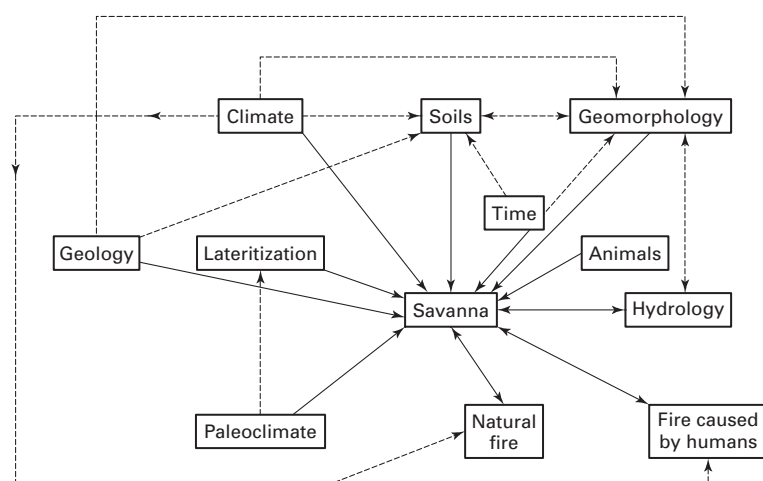 Climate
Soils
Geomorphology
Time
Geology
Lateritization
Animals
Savanna
Hydrology
Paleoclimate
Natural
fire
Fire caused
by humans